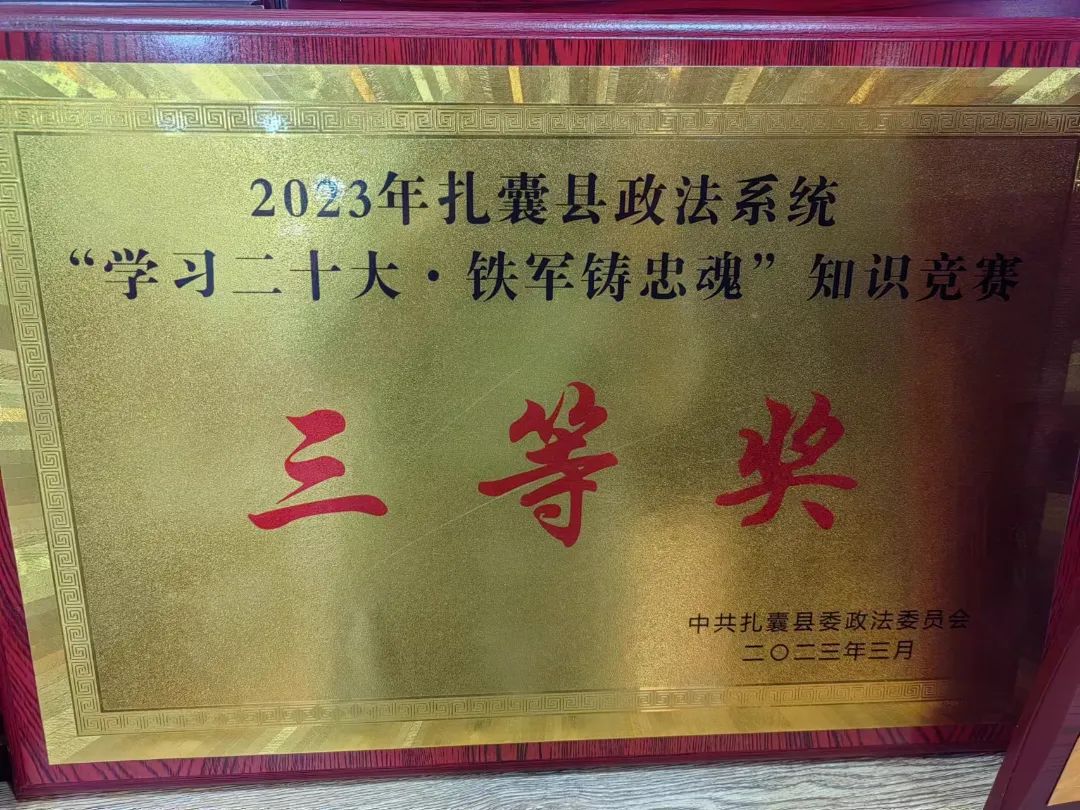 2023年扎囊县政法系统
“学习二十大·铁军铸忠魂”知识竞赛
三等奖
中共扎囊县委政法委员会
二〇二三年三月